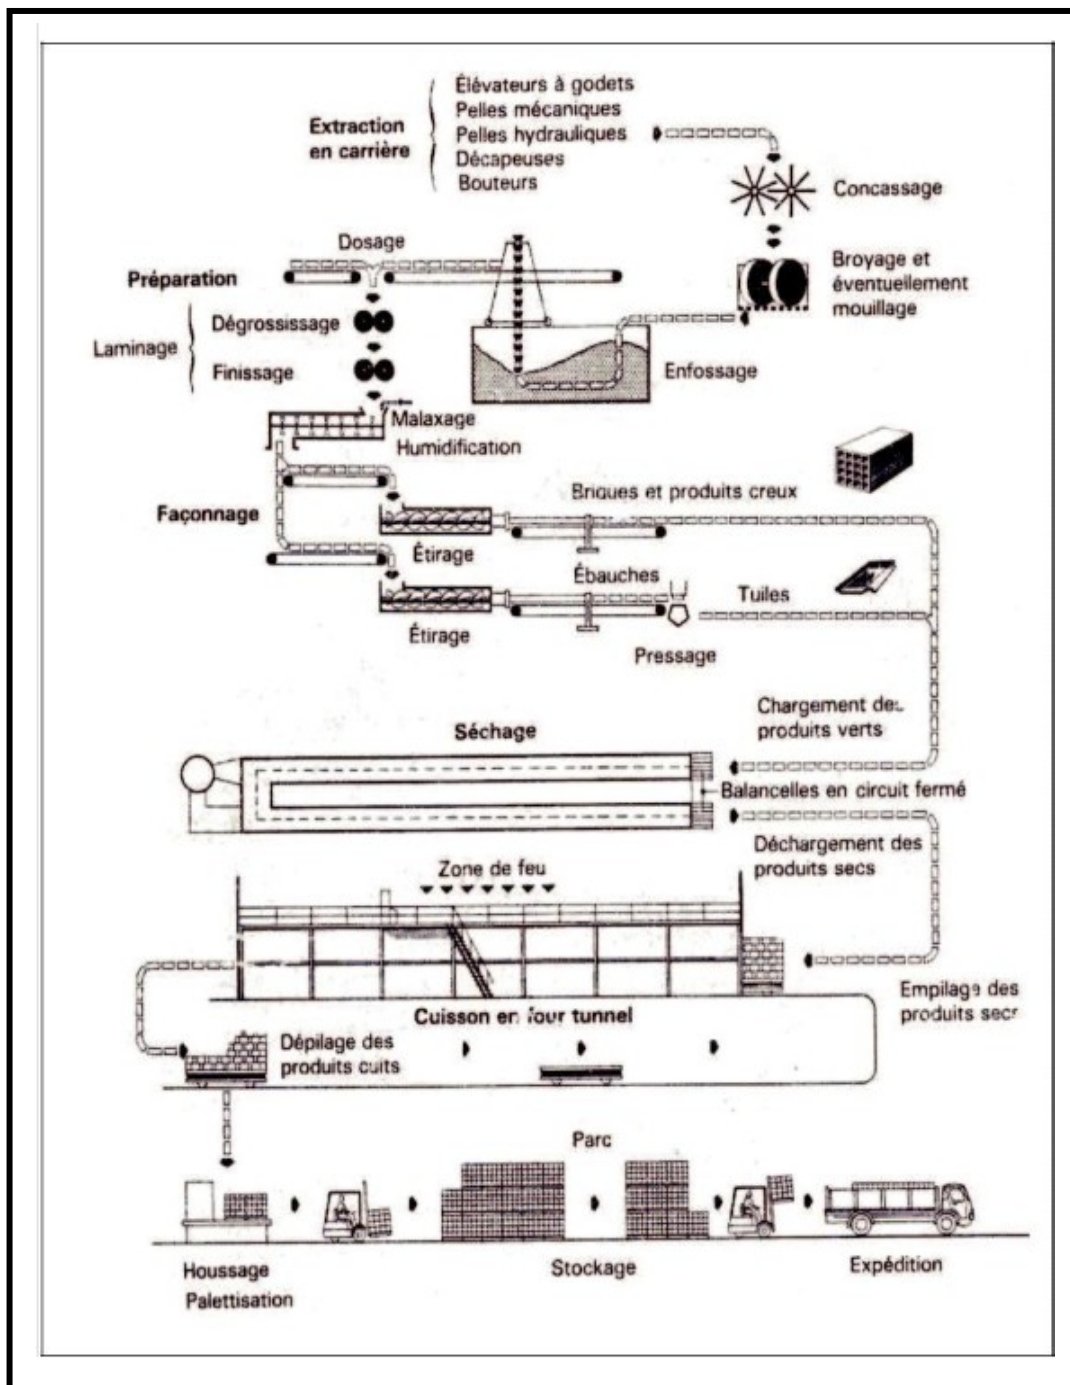 Extraction
en carrière
Élévateurs à godets
Pelles mécaniques
Pelles hydrauliques
Décapeuses
Bouteurs
Concassage
Broyage et
éventuellement
mouillage
Dosage
Préparation
Laminage
Dégrossissage
Finissage
Enfossage
Malaxage
Humidification
Façonnage
Briques et produits creux
Étirage
Ébauches
Tuiles
Étirage
Pressage
Chargement des
produits verts
Séchage
Balancelles en circuit fermé
Déchargement des
produits secs
Zone de feu
Empilage des
produits secs
Cuisson en four tunnel
Dépilage des
produits cuits
Parc
Houssage
Palettisation
Stockage
Expédition